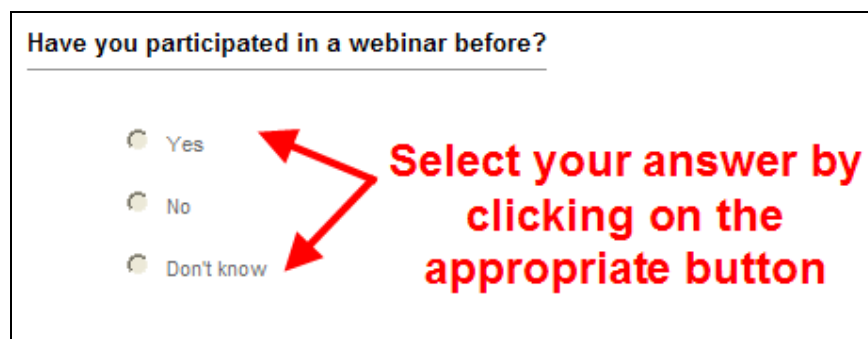 Have you participated in a webinar before?
Yes
No
Don't know
Select your answer by
clicking on the
appropriate button